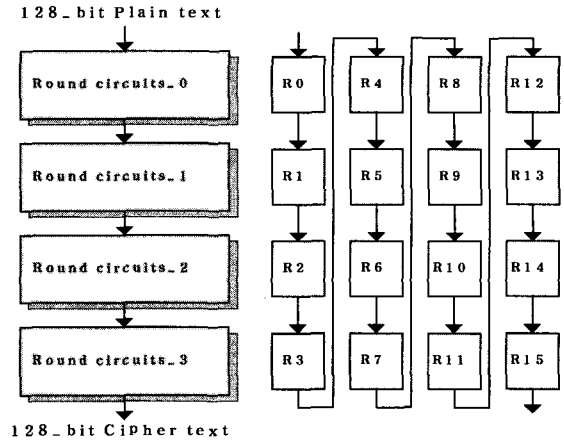 128_bit Plain text
Round circuits_0
Round circuits_1
Round circuits_2
Round circuits_3
128_bit Cipher text
R0 R4 R8 R12
R1 R5 R9 R13
R2 R6 R10 R14
R3 R7 R11 R15